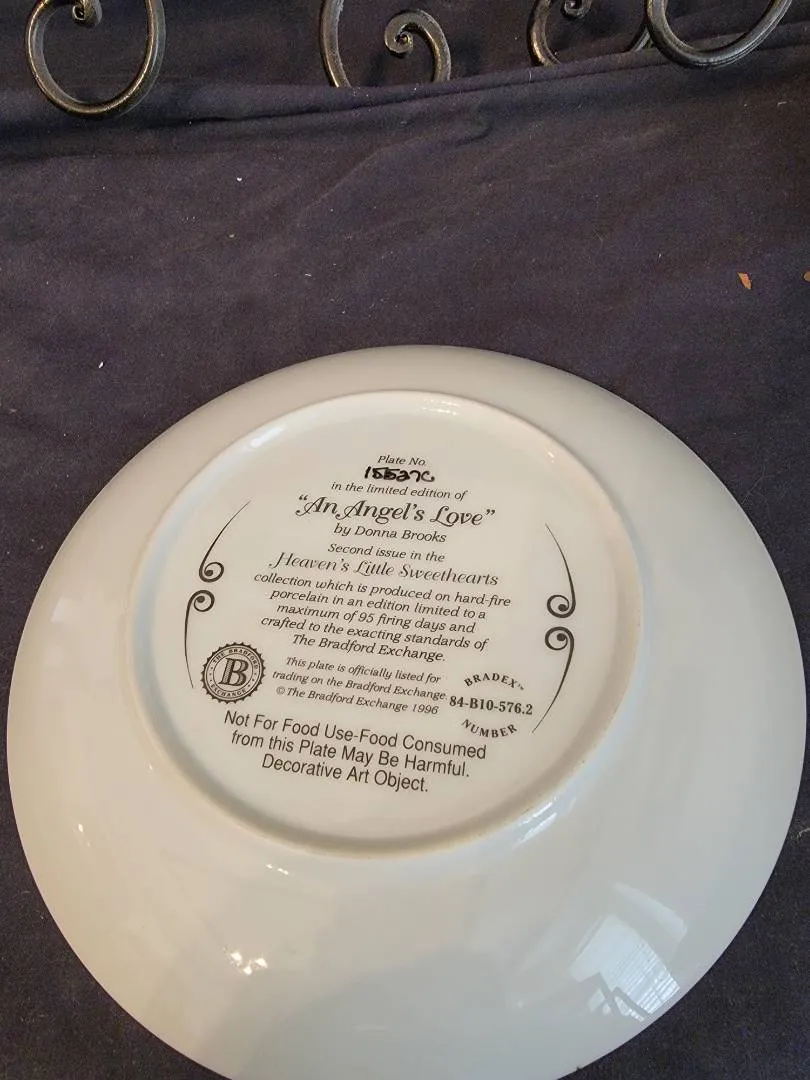 Plate No.
15527C
in the limited edition of
"An Angel's Love"
by Donna Brooks
Second issue in the
Heaven's Little Sweethearts
collection which is produced on hard-fire
porcelain in an edition limited to a
maximum of 95 firing days and
crafted to the exacting standards of
The Bradford Exchange.
THE BRADFORD
B
EXCHANGE
This plate is officially listed for
trading on the Bradford Exchange.
© The Bradford Exchange 1996
BRADEX™
84-B10-576.2
NUMBER
Not For Food Use-Food Consumed
from this Plate May Be Harmful.
Decorative Art Object.